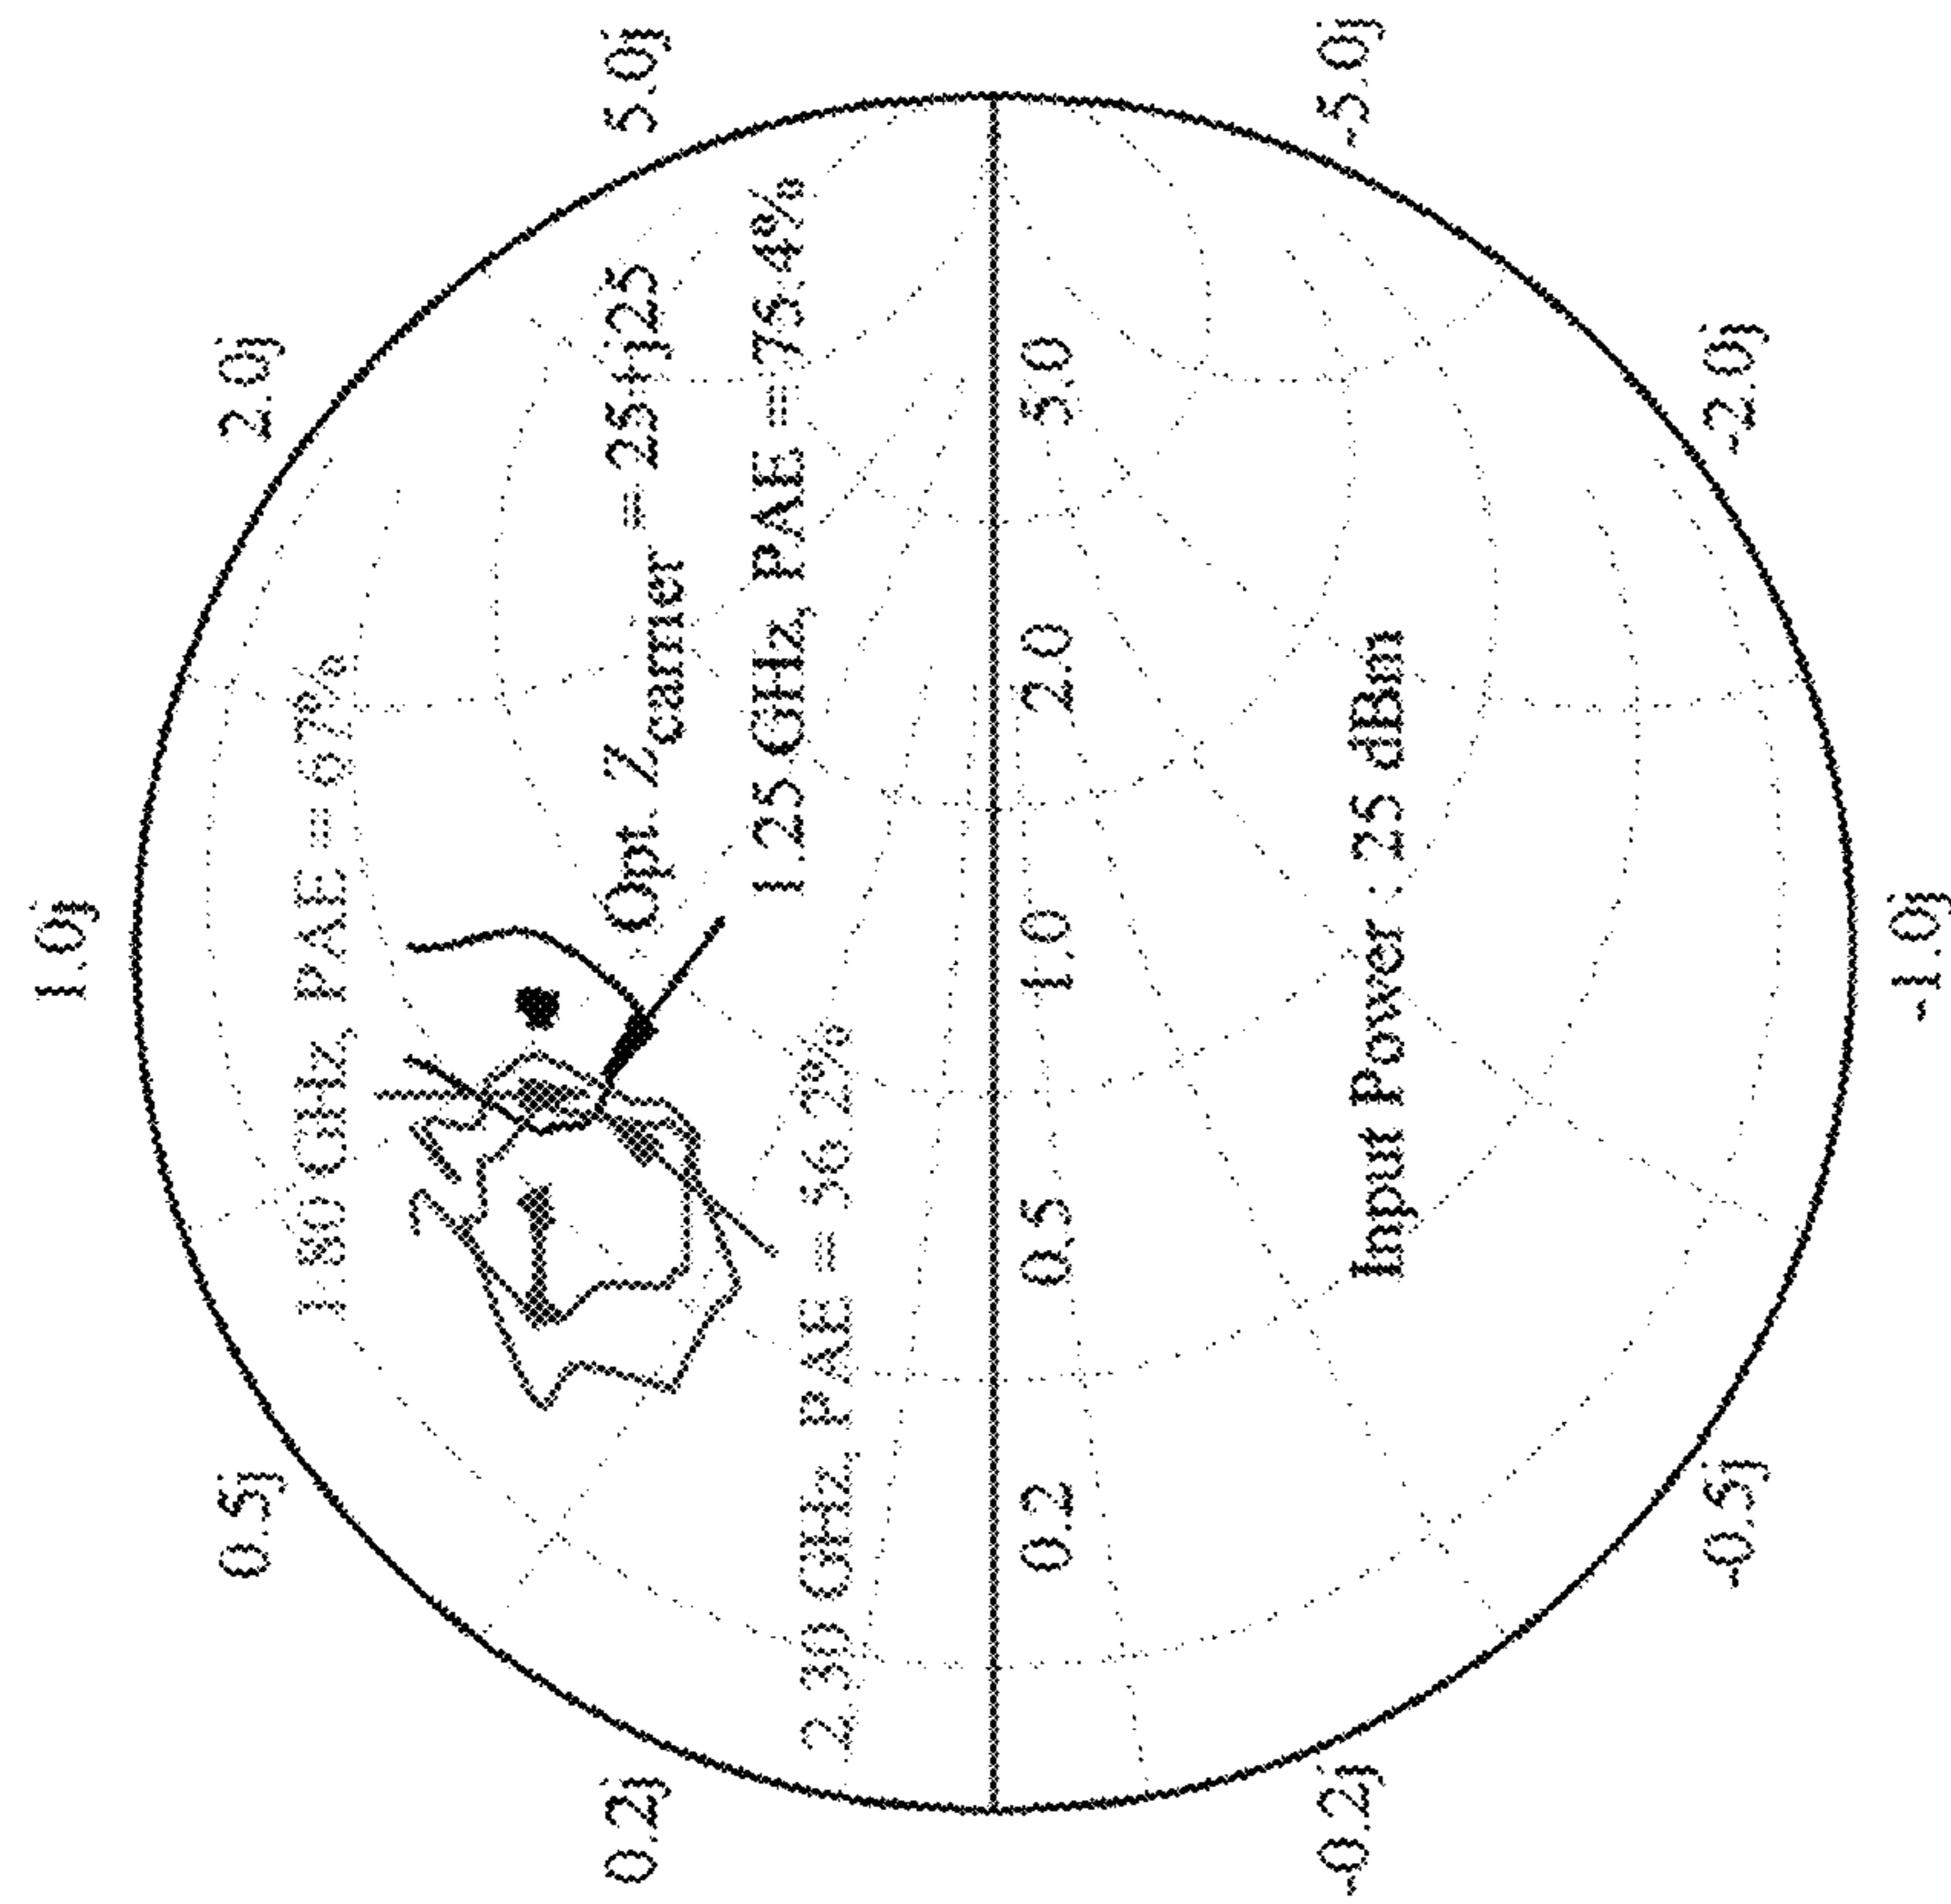 1.0j
0.5j
2.0j
1.80 GHz, PAE = 67%
0.2j
Opt. Zcarrier = 25+j25
5.0j
1.25 GHz, PAE = 75.4%
2.30 GHz, PAE = 56.2%
0.2
0.5
1.0
2.0
5.0
-0.2j
-5.0j
Input Power : 25 dBm
-0.5j
-2.0j
-1.0j